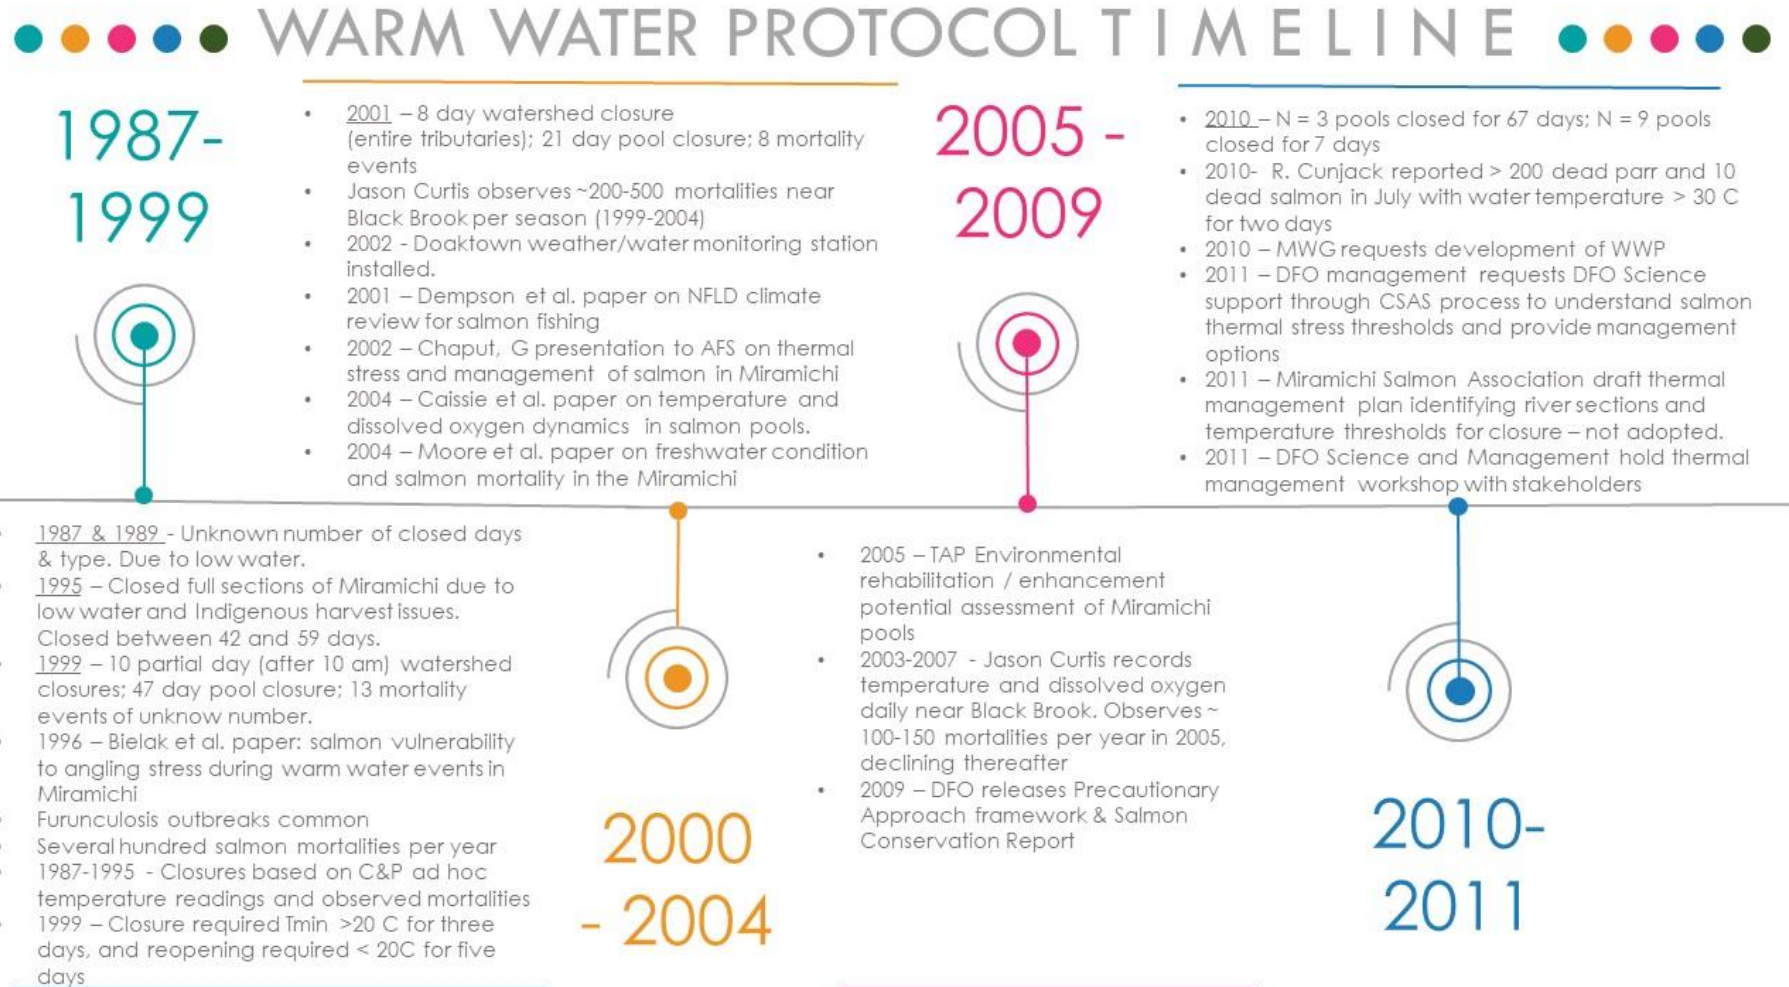 WARM WATER PROTOCOL TIMELINE
1987-
1999
• 2001 – 8 day watershed closure
(entire tributaries); 21 day pool closure; 8 mortality
events
• Jason Curtis observes ~200-500 mortalities near
Black Brook per season (1999-2004)
• 2002 - Doaktown weather/water monitoring station
installed.
• 2001 – Dempson et al. paper on NFLD climate
review for salmon fishing
• 2002 – Chaput, G presentation to AFS on thermal
stress and management of salmon in Miramichi
• 2004 – Caissie et al. paper on temperature and
dissolved oxygen dynamics in salmon pools.
• 2004 – Moore et al. paper on freshwater condition
and salmon mortality in the Miramichi
2005 -
2009
• 2010 – N = 3 pools closed for 67 days; N = 9 pools
closed for 7 days
• 2010- R. Cunjack reported > 200 dead parr and 10
dead salmon in July with water temperature > 30 C
for two days
• 2010 – MWG requests development of WWP
• 2011 – DFO management requests DFO Science
support through CSAS process to understand salmon
thermal stress thresholds and provide management
options
• 2011 – Miramichi Salmon Association draft thermal
management plan identifying river sections and
temperature thresholds for closure – not adopted.
• 2011 – DFO Science and Management hold thermal
management workshop with stakeholders
1987 & 1989 - Unknown number of closed days
& type. Due to low water.
1995 – Closed full sections of Miramichi due to
low water and Indigenous harvest issues.
Closed between 42 and 59 days.
1999 – 10 partial day (after 10 am) watershed
closures; 47 day pool closure; 13 mortality
events of unknow number.
1996 – Bielak et al. paper: salmon vulnerability
to angling stress during warm water events in
Miramichi
Furunculosis outbreaks common
Several hundred salmon mortalities per year
1987-1995 - Closures based on C&P ad hoc
temperature readings and observed mortalities
1999 – Closure required Tmin >20 C for three
days, and reopening required < 20C for five
days
2000
- 2004
• 2005 – TAP Environmental
rehabilitation / enhancement
potential assessment of Miramichi
pools
• 2003-2007 - Jason Curtis records
temperature and dissolved oxygen
daily near Black Brook. Observes ~
100-150 mortalities per year in 2005,
declining thereafter
• 2009 – DFO releases Precautionary
Approach framework & Salmon
Conservation Report
2010-
2011